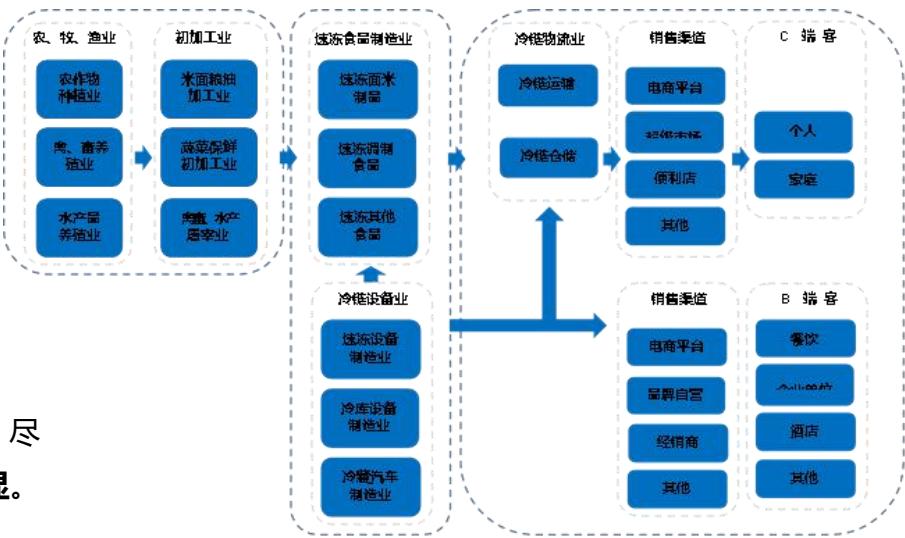 农、牧、渔业
农作物
种植业
禽、畜养
殖业
水产品
养殖业
初加工业
米面粮油
加工业
蔬菜保鲜
初加工业
禽畜、水产
屠宰业
速冻食品制造业
速冻面米
制品
速冻调制
食品
速冻其他
食品
冷链设备业
速冻设备
制造业
冷库设备
制造业
冷藏汽车
制造业
冷链物流业
冷链运输
冷链仓储
销售渠道
电商平台
便利店
其他
C 端 客
个人
家庭
销售渠道
电商平台
品牌自营
经销商
其他
B 端 客
餐饮
酒店
其他
尽